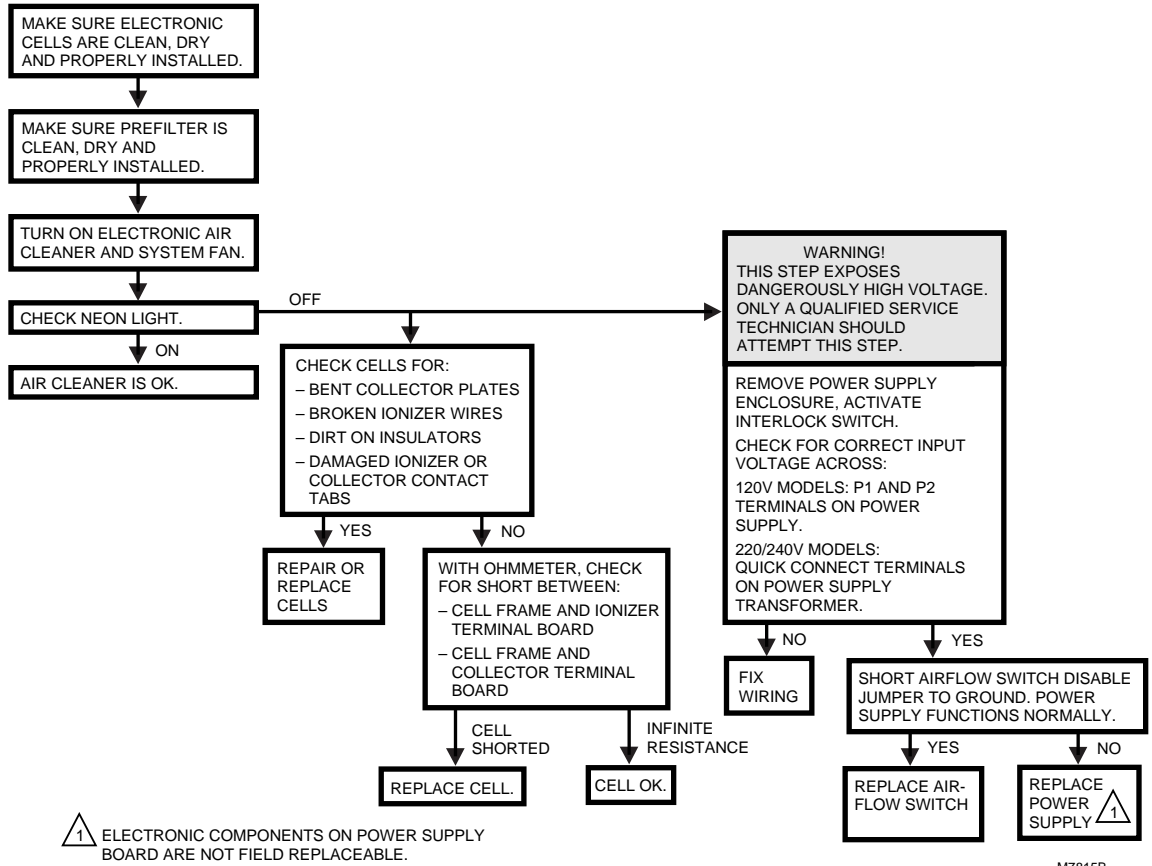 MAKE SURE ELECTRONIC
CELLS ARE CLEAN, DRY
AND PROPERLY INSTALLED.
MAKE SURE PREFILTER IS
CLEAN, DRY AND
PROPERLY INSTALLED.
TURN ON ELECTRONIC AIR
CLEANER AND SYSTEM FAN.
CHECK NEON LIGHT.
ON
AIR CLEANER IS OK.
OFF
CHECK CELLS FOR:
– BENT COLLECTOR PLATES
– BROKEN IONIZER WIRES
– DIRT ON INSULATORS
– DAMAGED IONIZER OR
COLLECTOR CONTACT
TABS
YES
REPAIR OR
REPLACE
CELLS
NO
WITH OHMMETER, CHECK
FOR SHORT BETWEEN:
– CELL FRAME AND IONIZER
TERMINAL BOARD
– CELL FRAME AND
COLLECTOR TERMINAL
BOARD
CELL
SHORTED
REPLACE CELL.
INFINITE
RESISTANCE
CELL OK.
WARNING!
THIS STEP EXPOSES
DANGEROUSLY HIGH VOLTAGE.
ONLY A QUALIFIED SERVICE
TECHNICIAN SHOULD
ATTEMPT THIS STEP.
REMOVE POWER SUPPLY
ENCLOSURE, ACTIVATE
INTERLOCK SWITCH.
CHECK FOR CORRECT INPUT
VOLTAGE ACROSS:
120V MODELS: P1 AND P2
TERMINALS ON POWER
SUPPLY.
220/240V MODELS:
QUICK CONNECT TERMINALS
ON POWER SUPPLY
TRANSFORMER.
NO
FIX
WIRING
YES
SHORT AIRFLOW SWITCH DISABLE
JUMPER TO GROUND. POWER
SUPPLY FUNCTIONS NORMALLY.
YES
REPLACE AIR-
FLOW SWITCH
NO
REPLACE
POWER
SUPPLY 1
1 ELECTRONIC COMPONENTS ON POWER SUPPLY
BOARD ARE NOT FIELD REPLACEABLE.